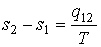 s₂ - s₁ = q₁₂ / T